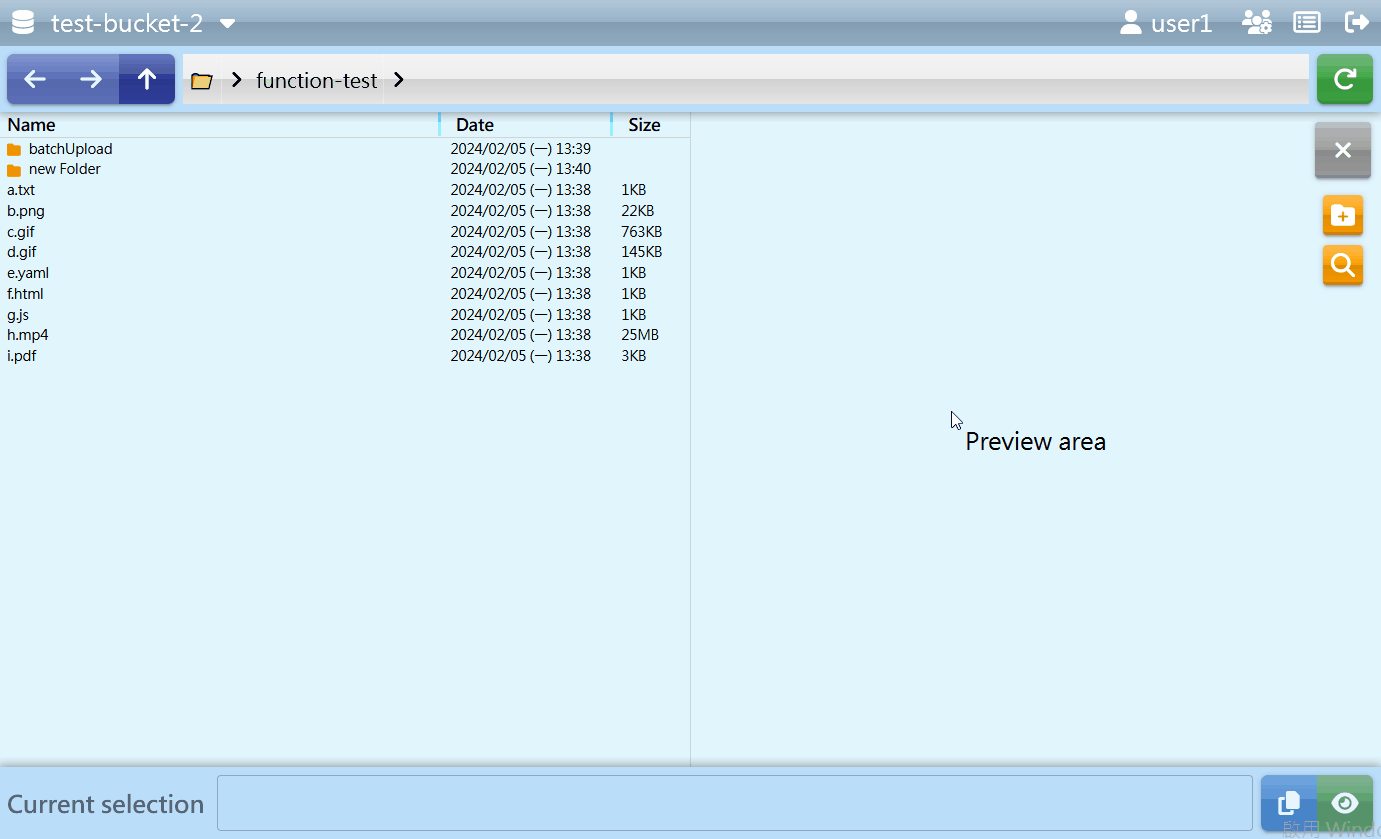 test-bucket-2 user1
function-test
Name Date Size
batchUpload 2024/02/05 (一) 13:39
new Folder 2024/02/05 (一) 13:40
a.txt 2024/02/05 (一) 13:38 1KB
b.png 2024/02/05 (一) 13:38 22KB
c.gif 2024/02/05 (一) 13:38 763KB
d.gif 2024/02/05 (一) 13:38 145KB
e.yaml 2024/02/05 (一) 13:38 1KB
f.html 2024/02/05 (一) 13:38 1KB
g.js 2024/02/05 (一) 13:38 1KB
h.mp4 2024/02/05 (一) 13:38 25MB
i.pdf 2024/02/05 (一) 13:38 3KB
Preview area
Current selection
啟用